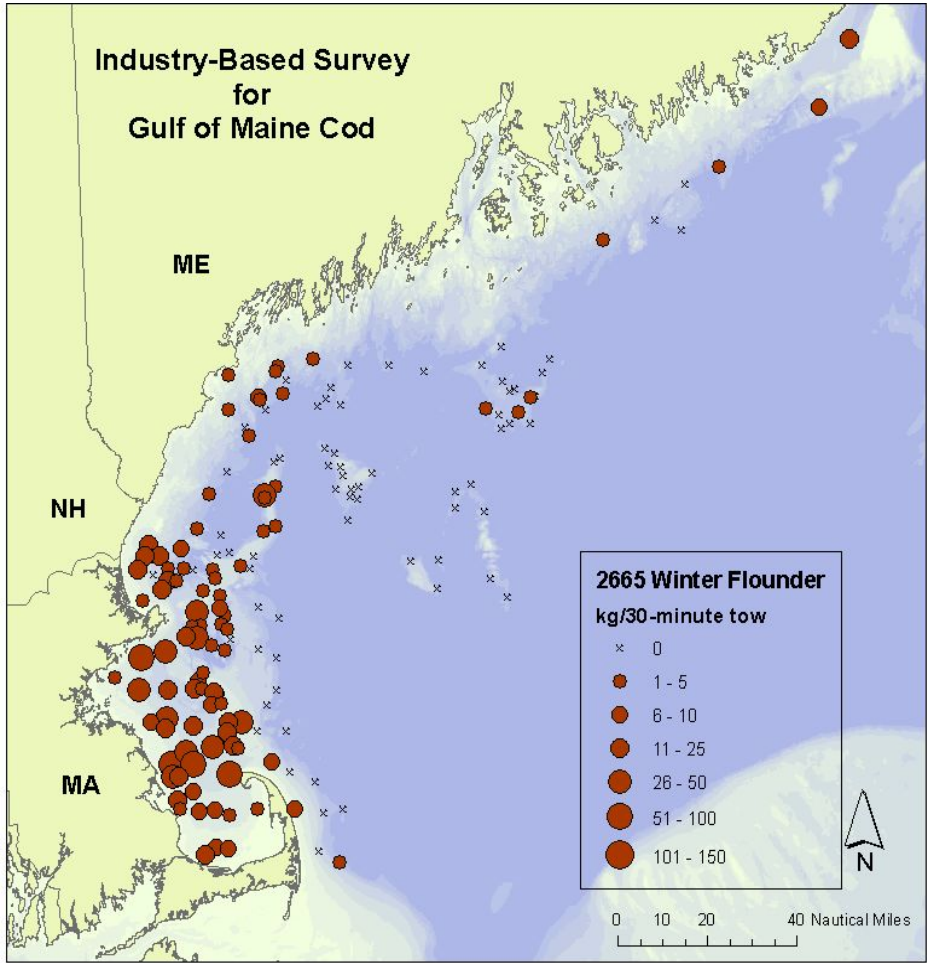 Industry-Based Survey
for
Gulf of Maine Cod
ME
NH
MA
2665 Winter Flounder
kg/30-minute tow
0
1 - 5
6 - 10
11 - 25
26 - 50
51 - 100
101 - 150
N
0 10 20 40 Nautical Miles